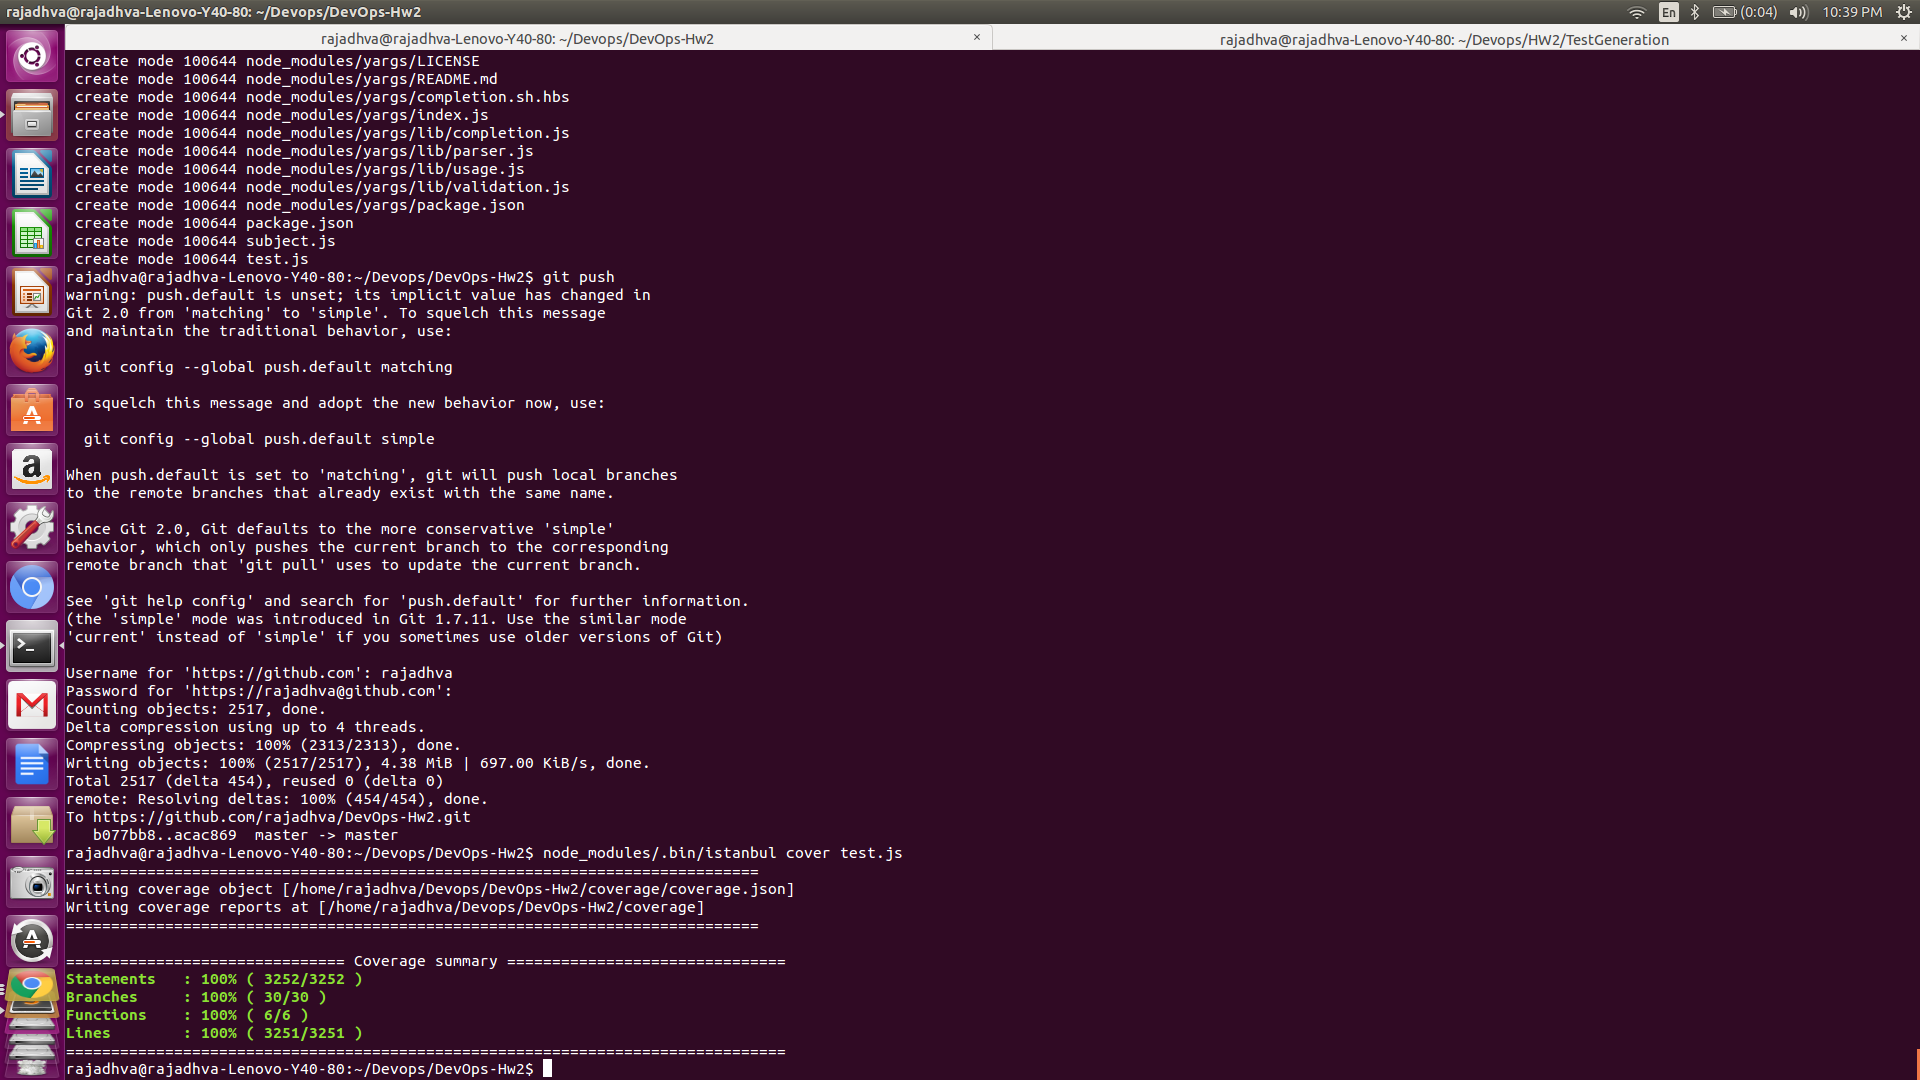 rajadhva@rajadhva-Lenovo-Y40-80: ~/Devops/DevOps-Hw2
En
(0:04)
10:39 PM
rajadhva@rajadhva-Lenovo-Y40-80: ~/Devops/DevOps-Hw2 ×
rajadhva@rajadhva-Lenovo-Y40-80: ~/Devops/HW2/TestGeneration ×
create mode 100644 node_modules/yargs/LICENSE
create mode 100644 node_modules/yargs/README.md
create mode 100644 node_modules/yargs/completion.sh.hbs
create mode 100644 node_modules/yargs/index.js
create mode 100644 node_modules/yargs/lib/completion.js
create mode 100644 node_modules/yargs/lib/parser.js
create mode 100644 node_modules/yargs/lib/usage.js
create mode 100644 node_modules/yargs/lib/validation.js
create mode 100644 node_modules/yargs/package.json
create mode 100644 package.json
create mode 100644 subject.js
create mode 100644 test.js
rajadhva@rajadhva-Lenovo-Y40-80:~/Devops/DevOps-Hw2$ git push
warning: push.default is unset; its implicit value has changed in
Git 2.0 from 'matching' to 'simple'. To squelch this message
and maintain the traditional behavior, use:
git config --global push.default matching
To squelch this message and adopt the new behavior now, use:
git config --global push.default simple
When push.default is set to 'matching', git will push local branches
to the remote branches that already exist with the same name.
Since Git 2.0, Git defaults to the more conservative 'simple'
behavior, which only pushes the current branch to the corresponding
remote branch that 'git pull' uses to update the current branch.
See 'git help config' and search for 'push.default' for further information.
(the 'simple' mode was introduced in Git 1.7.11. Use the similar mode
'current' instead of 'simple' if you sometimes use older versions of Git)
Username for 'https://github.com': rajadhva
Password for 'https://rajadhva@github.com':
Counting objects: 2517, done.
Delta compression using up to 4 threads.
Compressing objects: 100% (2313/2313), done.
Writing objects: 100% (2517/2517), 4.38 MiB | 697.00 KiB/s, done.
Total 2517 (delta 454), reused 0 (delta 0)
remote: Resolving deltas: 100% (454/454), done.
To https://github.com/rajadhva/DevOps-Hw2.git
b077bb8..acac869  master -> master
rajadhva@rajadhva-Lenovo-Y40-80:~/Devops/DevOps-Hw2$ node_modules/.bin/istanbul cover test.js
=============================================================================
Writing coverage object [/home/rajadhva/Devops/DevOps-Hw2/coverage/coverage.json]
Writing coverage reports at [/home/rajadhva/Devops/DevOps-Hw2/coverage]
=============================================================================
=============================== Coverage summary ===============================
Statements   : 100% ( 3252/3252 )
Branches     : 100% ( 30/30 )
Functions    : 100% ( 6/6 )
Lines        : 100% ( 3251/3251 )
================================================================================
rajadhva@rajadhva-Lenovo-Y40-80:~/Devops/DevOps-Hw2$